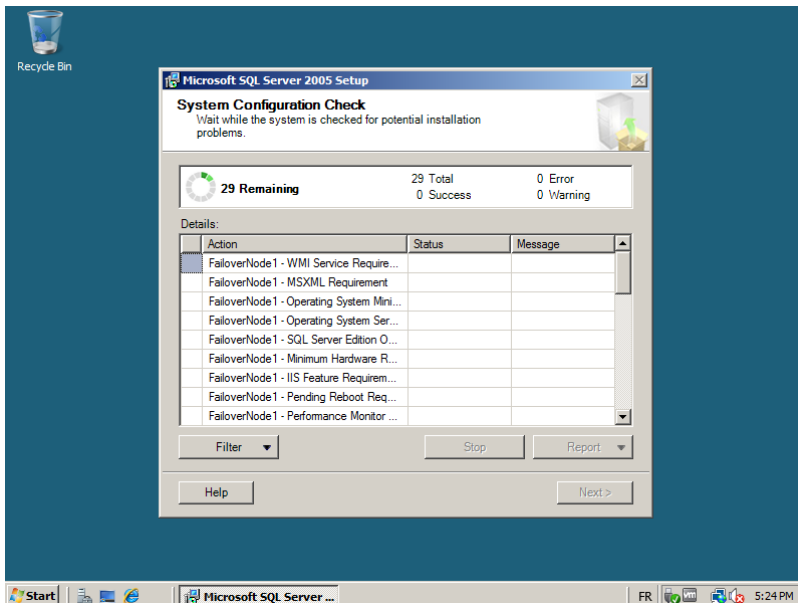 Recycle Bin
Microsoft SQL Server 2005 Setup
System Configuration Check
Wait while the system is checked for potential installation
problems.
29 Remaining
29 Total
0 Error
0 Success
0 Warning
Details:
Action Status Message
FailoverNode1 - WMI Service Require...
FailoverNode1 - MSXML Requirement
FailoverNode1 - Operating System Mini...
FailoverNode1 - Operating System Ser...
FailoverNode1 - SQL Server Edition O...
FailoverNode1 - Minimum Hardware R...
FailoverNode1 - IIS Feature Requirem...
FailoverNode1 - Pending Reboot Req...
FailoverNode1 - Performance Monitor ...
Filter Stop Report
Help Next >
Start Microsoft SQL Server ... FR vm 5:24 PM